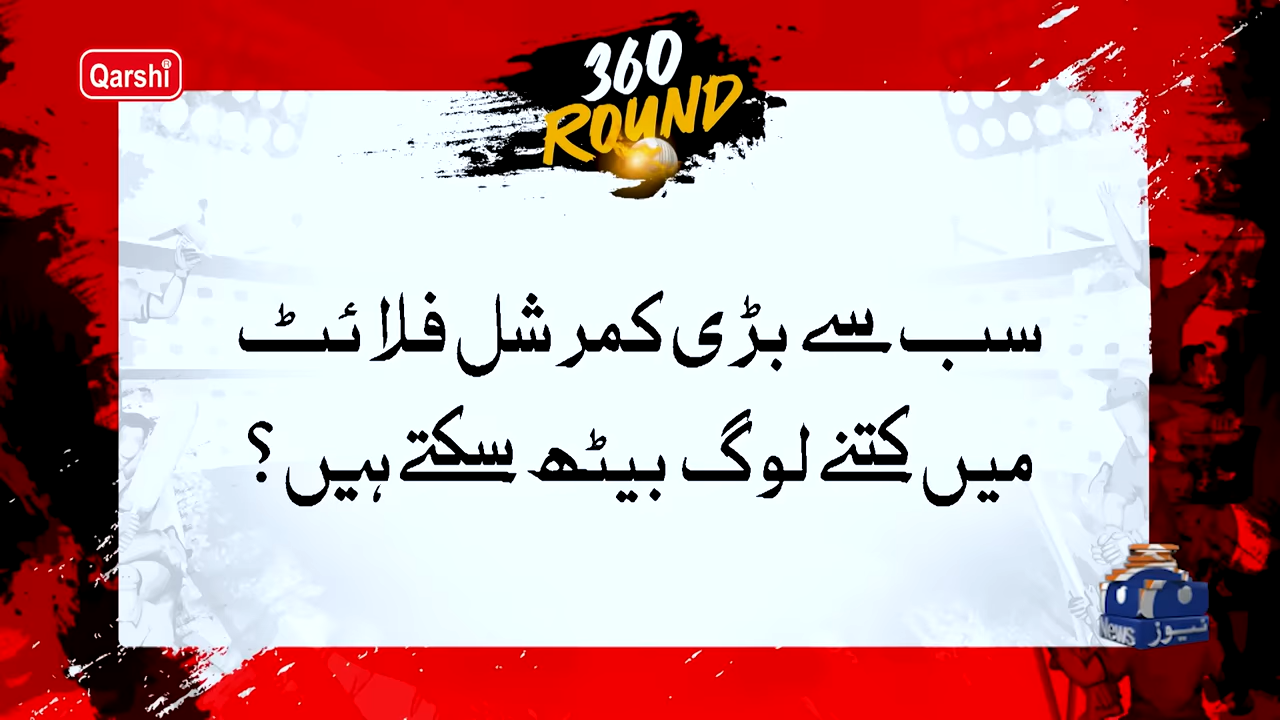 Qarshi
360
ROUND
سب سے بڑی کمرشل فلائٹ
میں کتنے لوگ بیٹھ سکتے ہیں؟
News نیوز